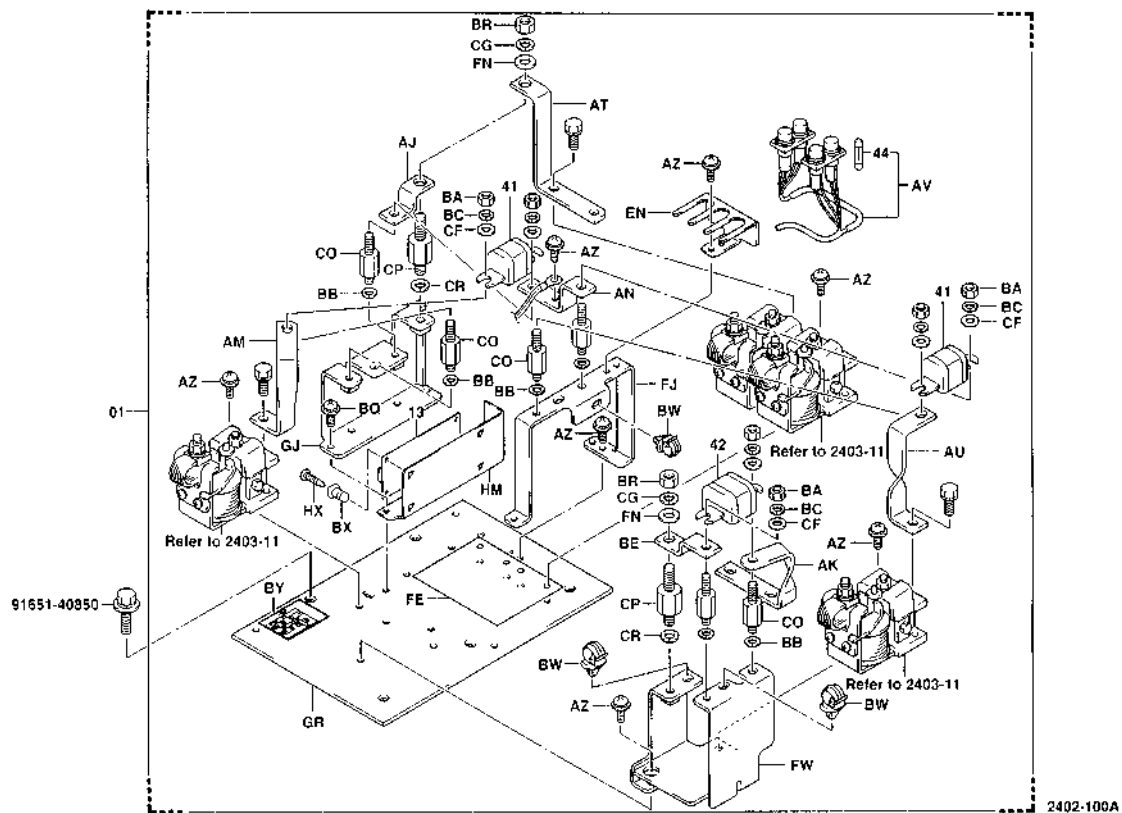 BR
CG
FN
AT
AJ
44
AZ
AV
BA
41
BC
EN
CF
CO
AZ
AZ
CP
41
BA
BB
CR
AN
BC
CF
AM
CO
CO
AZ
BB
FJ
BB
01
BO
13
BW
AZ
GJ
42
Refer to 2403-11
AU
BR
HM
BA
CG
HX
BC
BX
FN
CF
Refer to 2403-11
AZ
BE
AK
BY
FE
91651-40850
CP
CO
CR
BB
BW
Refer to 2403-11
AZ
BW
GR
FW
2402-100A